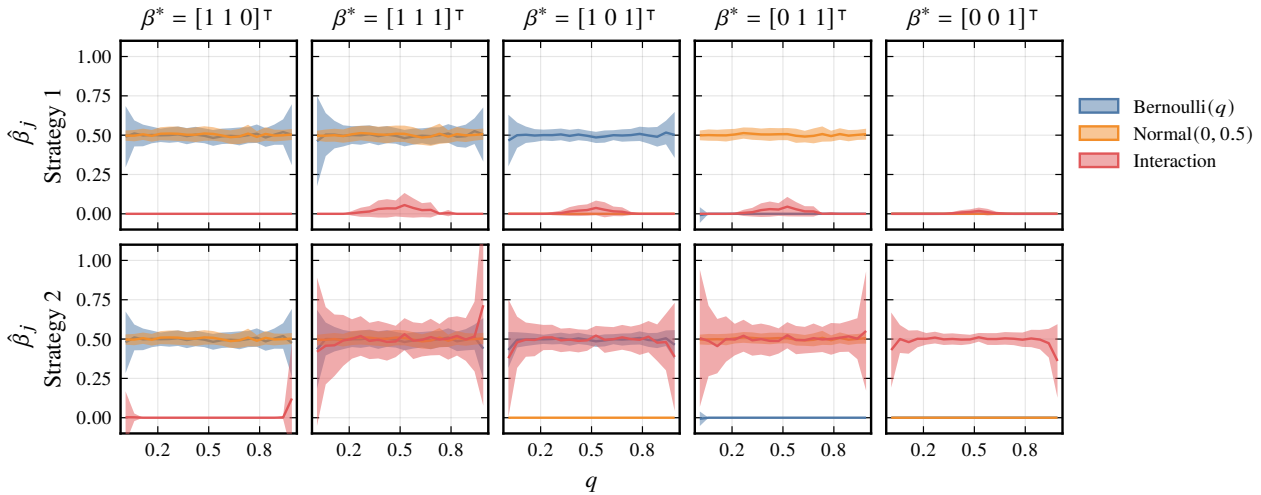 β* = [1 1 0]ᵀ β* = [1 1 1]ᵀ β* = [1 0 1]ᵀ β* = [0 1 1]ᵀ β* = [0 0 1]ᵀ
β̂j
Strategy 1
1.00
0.75
0.50
0.25
0.00
Bernoulli(q)
Normal(0, 0.5)
Interaction
β̂j
Strategy 2
1.00
0.75
0.50
0.25
0.00
0.2 0.5 0.8 0.2 0.5 0.8 0.2 0.5 0.8 0.2 0.5 0.8 0.2 0.5 0.8
q